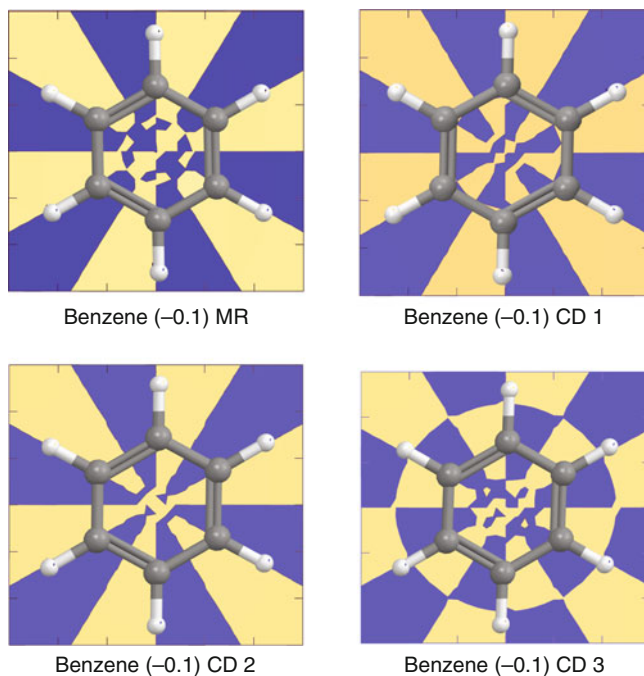 Benzene (–0.1) MR
Benzene (–0.1) CD 1
Benzene (–0.1) CD 2
Benzene (–0.1) CD 3